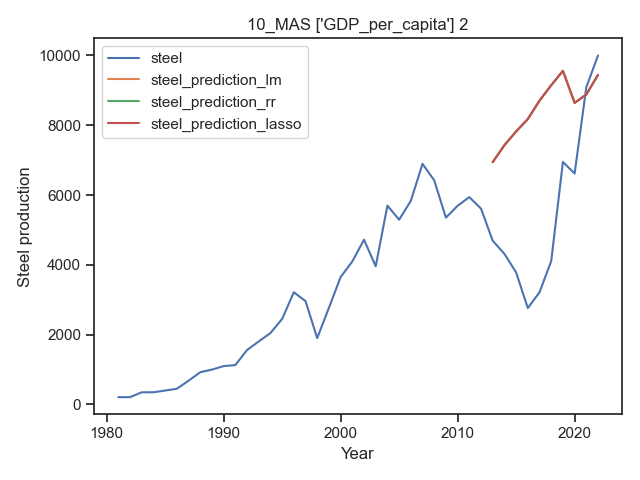 10_MAS ['GDP_per_capita'] 2
steel
steel_prediction_lm
steel_prediction_rr
steel_prediction_lasso
10000
8000
6000
4000
2000
0
Steel production
1980
1990
2000
2010
2020
Year